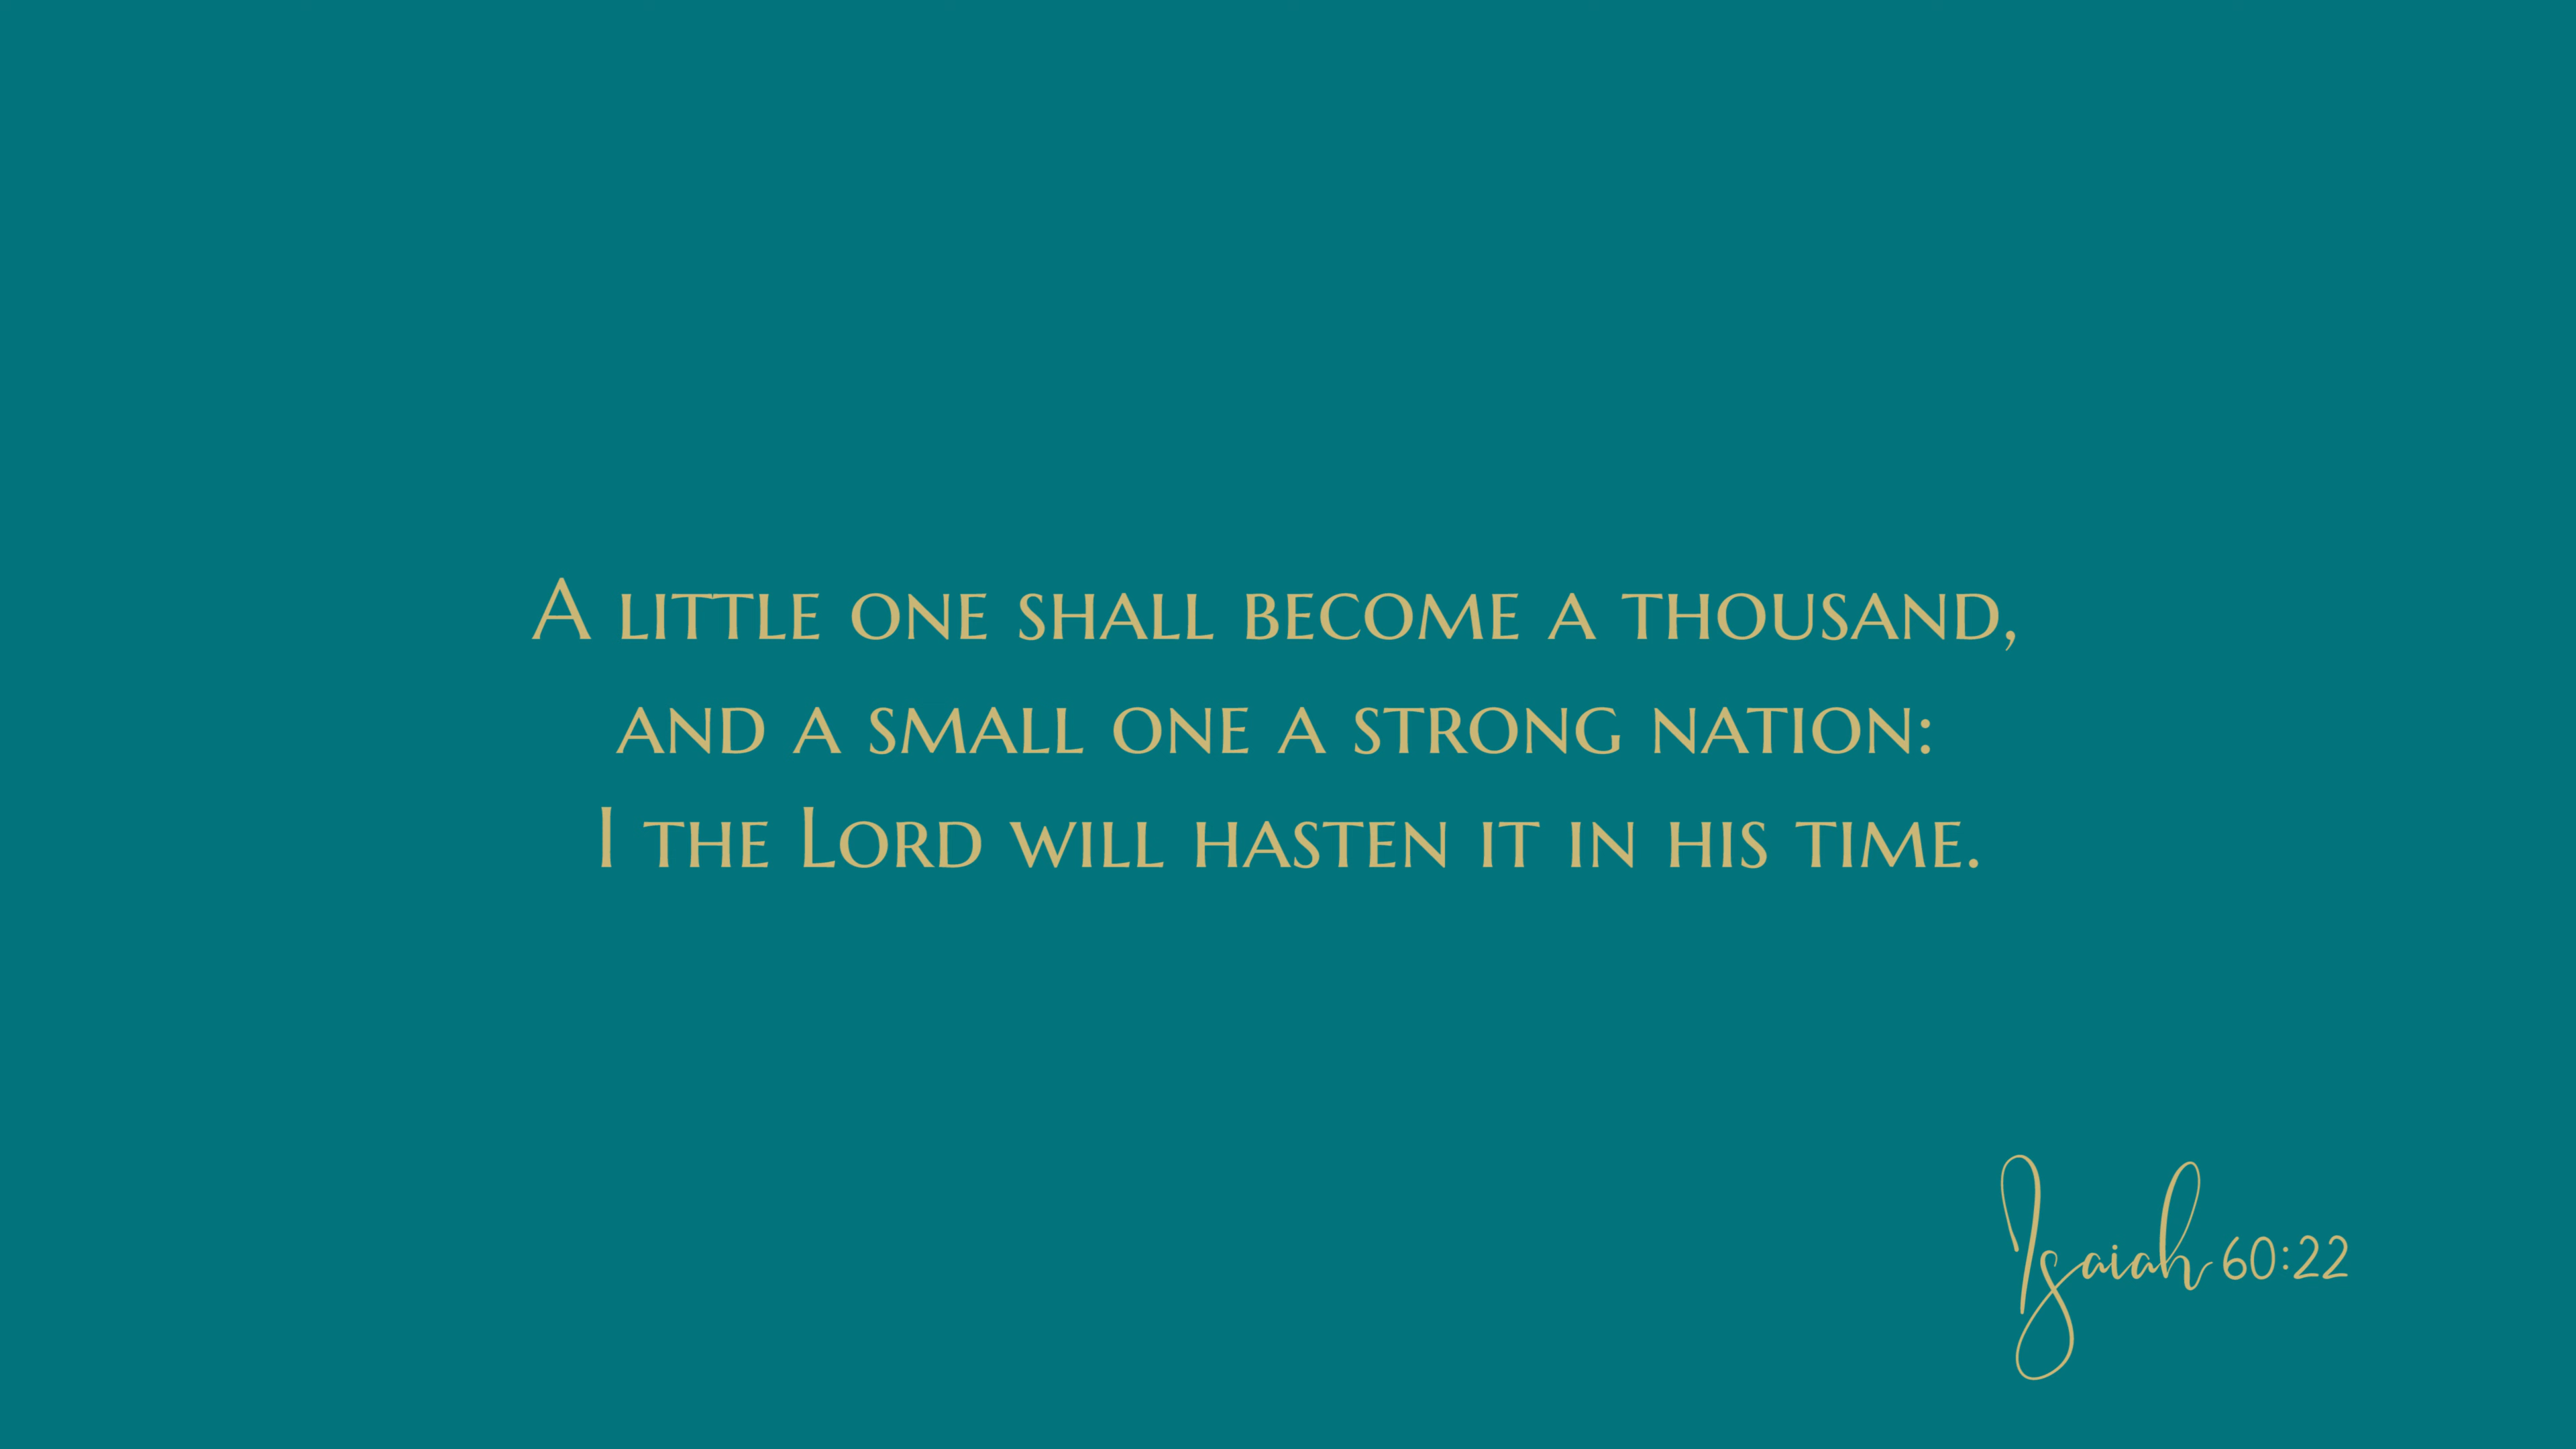 A little one shall become a thousand,
and a small one a strong nation:
I the Lord will hasten it in his time.
Isaiah 60:22